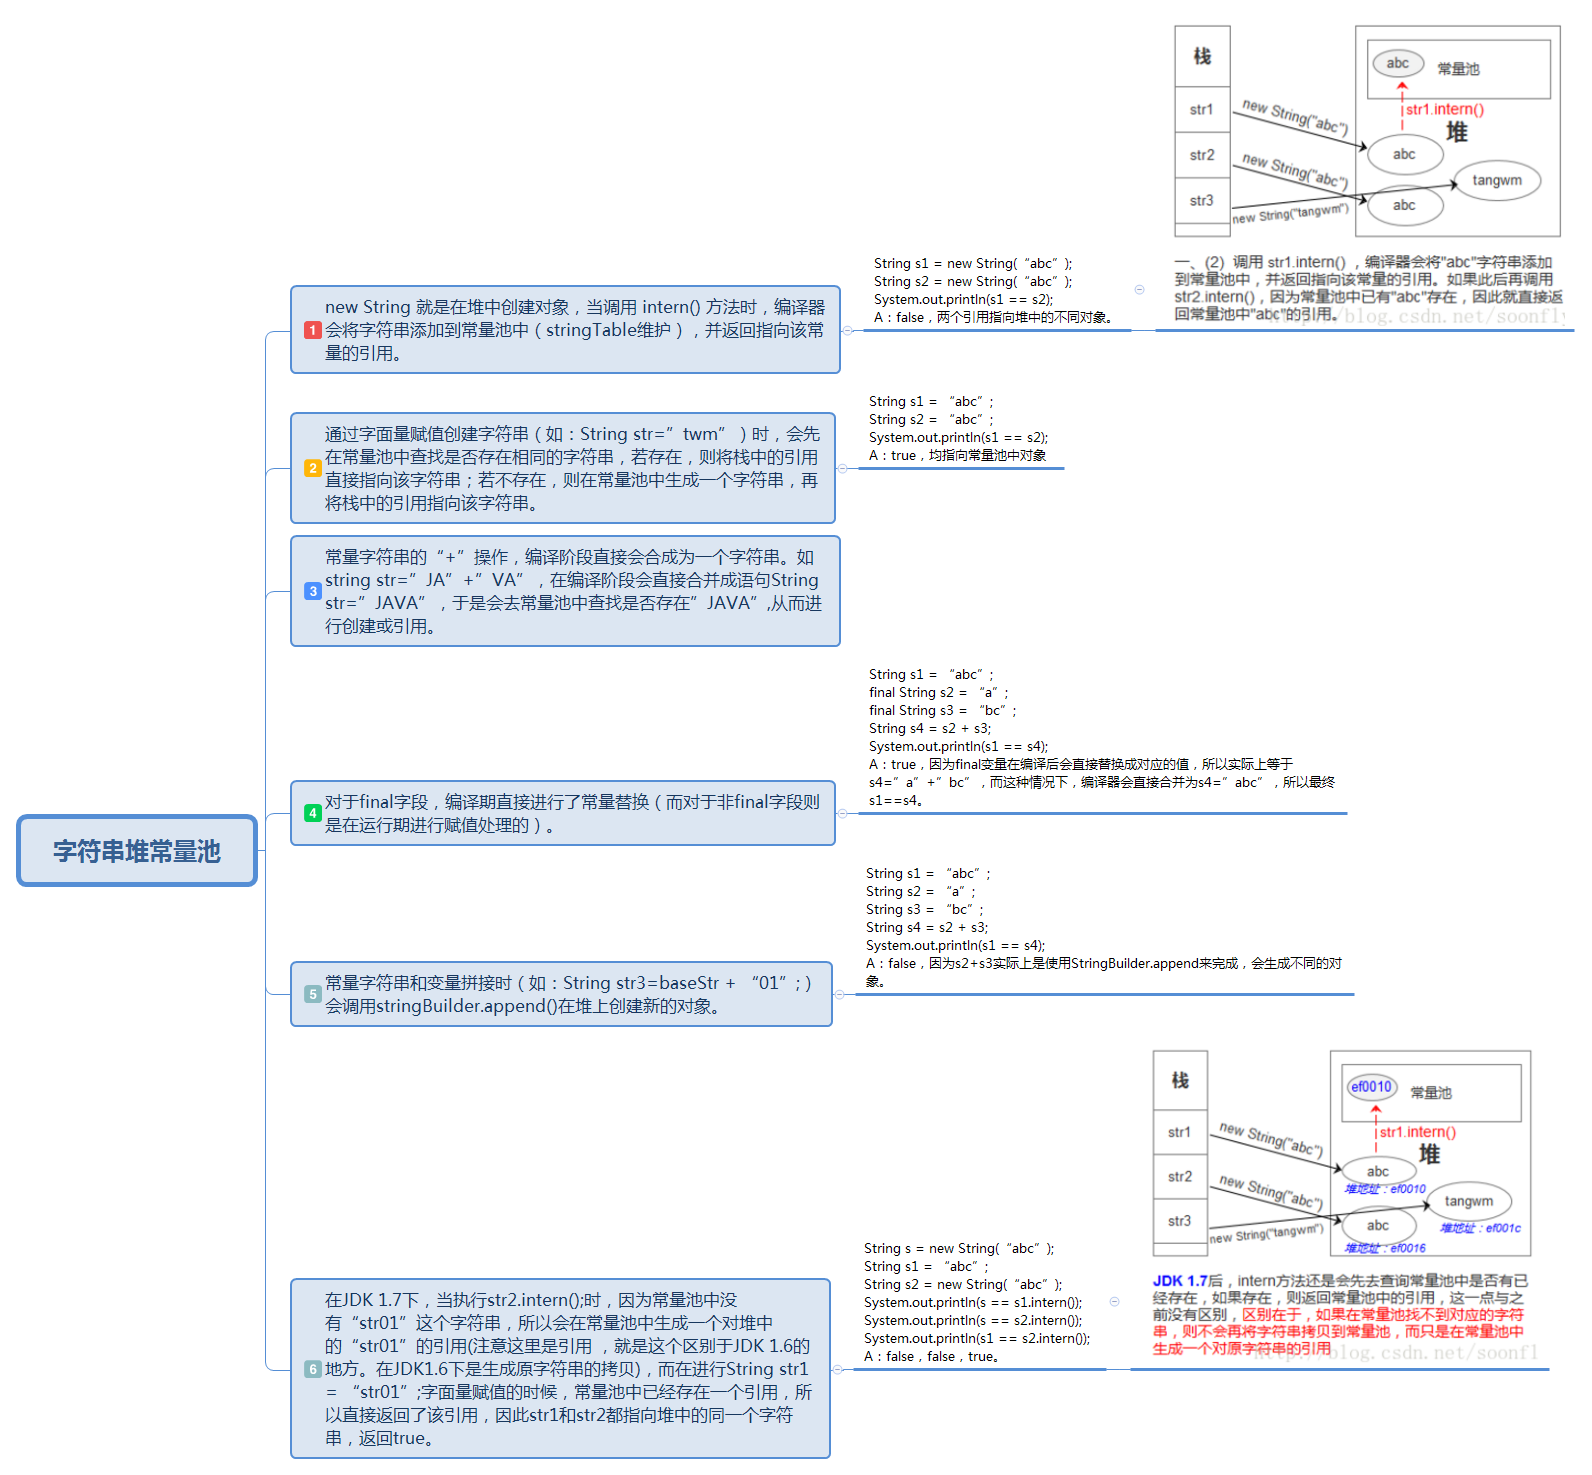 字符串堆常量池
1
new String 就是在堆中创建对象，当调用 intern() 方法时，编译器
会将字符串添加到常量池中（stringTable维护），并返回指向该常
量的引用。
String s1 = new String(“abc”);
String s2 = new String(“abc”);
System.out.println(s1 == s2);
A：false，两个引用指向堆中的不同对象。
栈
str1
str2
str3
new String("abc")
new String("abc")
new String("tangwm")
abc
常量池
str1.intern()
堆
abc
tangwm
abc
一、(2) 调用 str1.intern() ，编译器会将"abc"字符串添加
到常量池中，并返回指向该常量的引用。如果此后再调用
str2.intern()，因为常量池中已有"abc"存在，因此就直接返
回常量池中"abc"的引用。
http://blog.csdn.net/soonfly
2
通过字面量赋值创建字符串（如：String str=”twm”）时，会先
在常量池中查找是否存在相同的字符串，若存在，则将栈中的引用
直接指向该字符串；若不存在，则在常量池中生成一个字符串，再
将栈中的引用指向该字符串。
String s1 = “abc”;
String s2 = “abc”;
System.out.println(s1 == s2);
A：true，均指向常量池中对象
3
常量字符串的“+”操作，编译阶段直接会合成为一个字符串。如
string str=”JA”+”VA”，在编译阶段会直接合并成语句String
str=”JAVA”，于是会去常量池中查找是否存在”JAVA”,从而进
行创建或引用。
4
对于final字段，编译期直接进行了常量替换（而对于非final字段则
是在运行期进行赋值处理的）。
String s1 = “abc”;
final String s2 = “a”;
final String s3 = “bc”;
String s4 = s2 + s3;
System.out.println(s1 == s4);
A：true，因为final变量在编译后会直接替换成对应的值，所以实际上等于
s4=”a”+”bc”，而这种情况下，编译器会直接合并为s4=”abc”，所以最终
s1==s4。
5
常量字符串和变量拼接时（如：String str3=baseStr + “01”;）
会调用stringBuilder.append()在堆上创建新的对象。
String s1 = “abc”;
String s2 = “a”;
String s3 = “bc”;
String s4 = s2 + s3;
System.out.println(s1 == s4);
A：false，因为s2+s3实际上是使用StringBuilder.append来完成，会生成不同的对
象。
6
在JDK 1.7下，当执行str2.intern();时，因为常量池中没
有“str01”这个字符串，所以会在常量池中生成一个对堆中
的“str01”的引用(注意这里是引用 ，就是这个区别于JDK 1.6的
地方。在JDK1.6下是生成原字符串的拷贝)，而在进行String str1
= “str01”;字面量赋值的时候，常量池中已经存在一个引用，所
以直接返回了该引用，因此str1和str2都指向堆中的同一个字符
串，返回true。
String s = new String(“abc”);
String s1 = “abc”;
String s2 = new String(“abc”);
System.out.println(s == s1.intern());
System.out.println(s == s2.intern());
System.out.println(s1 == s2.intern());
A：false，false，true。
栈
str1
str2
str3
new String("abc")
new String("abc")
new String("tangwm")
ef0010
常量池
str1.intern()
堆
abc
堆地址：ef0010
tangwm
堆地址：ef001c
abc
堆地址：ef0016
JDK 1.7后，intern方法还是会先去查询常量池中是否有已
经存在，如果存在，则返回常量池中的引用，这一点与之
前没有区别，区别在于，如果在常量池找不到对应的字符
串，则不会再将字符串拷贝到常量池，而只是在常量池中
生成一个对原字符串的引用
http://blog.csdn.net/soonfl